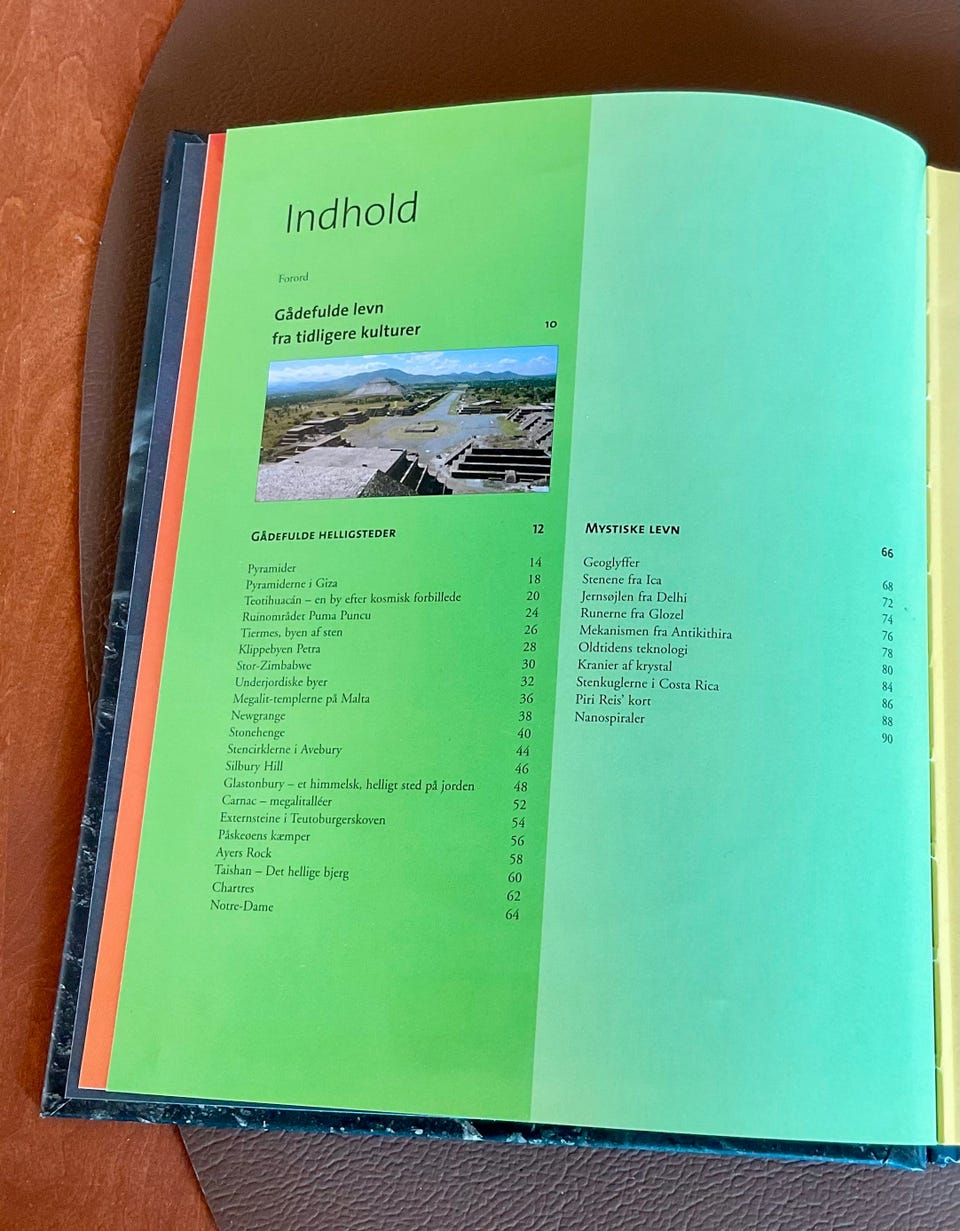 Indhold
Forord
Gådefulde levn
fra tidligere kulturer 10
Gådefulde helligsteder 12
Pyramider 14
Pyramiderne i Giza 18
Teotihuacán – en by efter kosmisk forbillede 20
Ruinområdet Puma Puncu 24
Tiermes, byen af sten 26
Klippebyen Petra 28
Stor-Zimbabwe 30
Underjordiske byer 32
Megalit-templerne på Malta 36
Newgrange 38
Stonehenge 40
Stencirklerne i Avebury 44
Silbury Hill 46
Glastonbury – et himmelsk, helligt sted på jorden 48
Carnac – megalitalléer 52
Externsteine i Teutoburgerskoven 54
Påskeøens kæmper 56
Ayers Rock 58
Taishan – Det hellige bjerg 60
Chartres 62
Notre-Dame 64
Mystiske levn 66
Geoglyffer 68
Stenene fra Ica 72
Jernsøjlen fra Delhi 74
Runerne fra Glozel 76
Mekanismen fra Antikithira 78
Oldtidens teknologi 80
Kranier af krystal 84
Stenkuglerne i Costa Rica 86
Piri Reis' kort 88
Nanospiraler 90